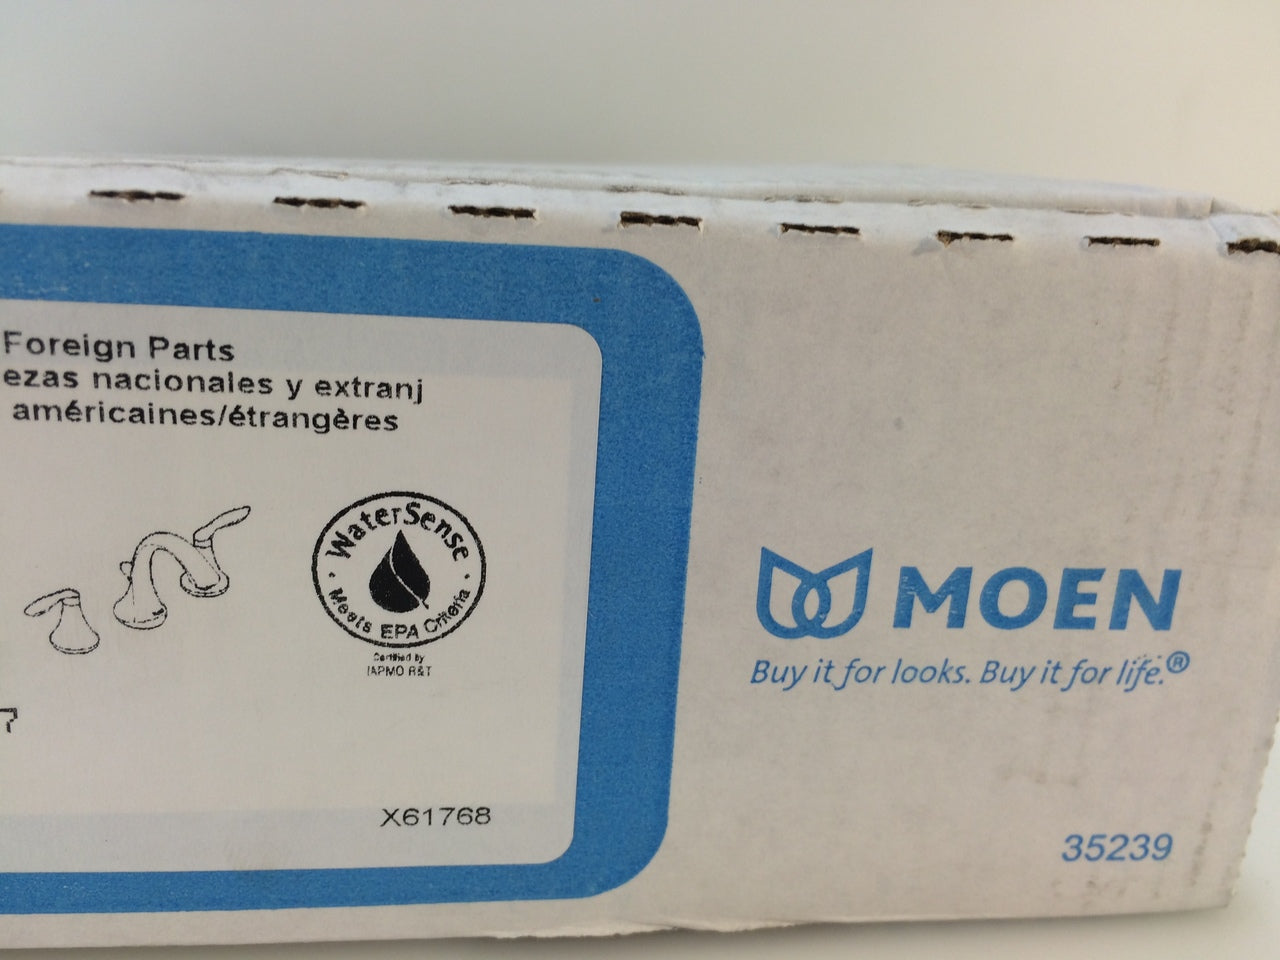 Foreign Parts
ezas nacionales y extranj
américaines/étrangères
WaterSense
Meets EPA Criteria
Certified by
IAPMO R&T
7
X61768
MOEN
Buy it for looks. Buy it for life.®
35239